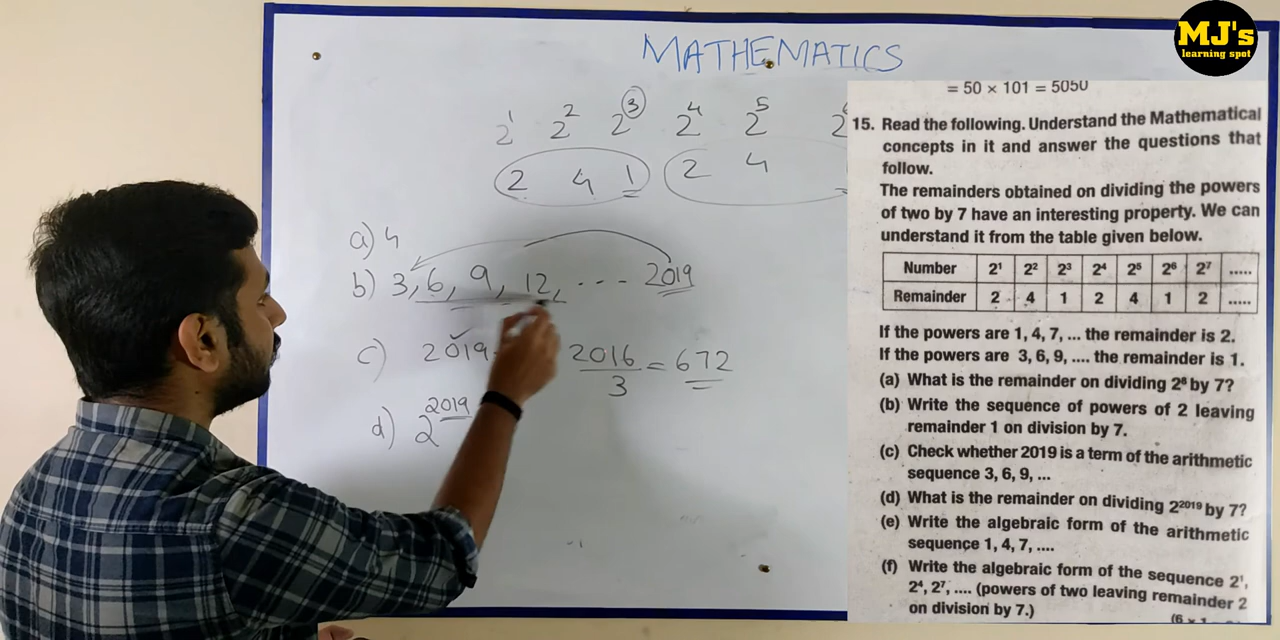 MJ's
learning spot
MATHEMATICS
2¹ 2² 2³ 2⁴ 2⁵ 2
2 4 1 2 4
a) 4
b) 3, 6, 9, 12, ... 2019
c) 2019 2016/3 = 672
d) 2²⁰¹⁹
= 50 × 101 = 5050
15. Read the following. Understand the Mathematical
concepts in it and answer the questions that
follow.
The remainders obtained on dividing the powers
of two by 7 have an interesting property. We can
understand it from the table given below.
Number 2¹ 2² 2³ 2⁴ 2⁵ 2⁶ 2⁷ .....
Remainder 2 4 1 2 4 1 2 .....
If the powers are 1, 4, 7, ... the remainder is 2.
If the powers are 3, 6, 9, .... the remainder is 1.
(a) What is the remainder on dividing 2⁸ by 7?
(b) Write the sequence of powers of 2 leaving
remainder 1 on division by 7.
(c) Check whether 2019 is a term of the arithmetic
sequence 3, 6, 9, ...
(d) What is the remainder on dividing 2²⁰¹⁹ by 7?
(e) Write the algebraic form of the arithmetic
sequence 1, 4, 7, ....
(f) Write the algebraic form of the sequence 2¹,
2⁴, 2⁷, .... (powers of two leaving remainder 2
on division by 7.)